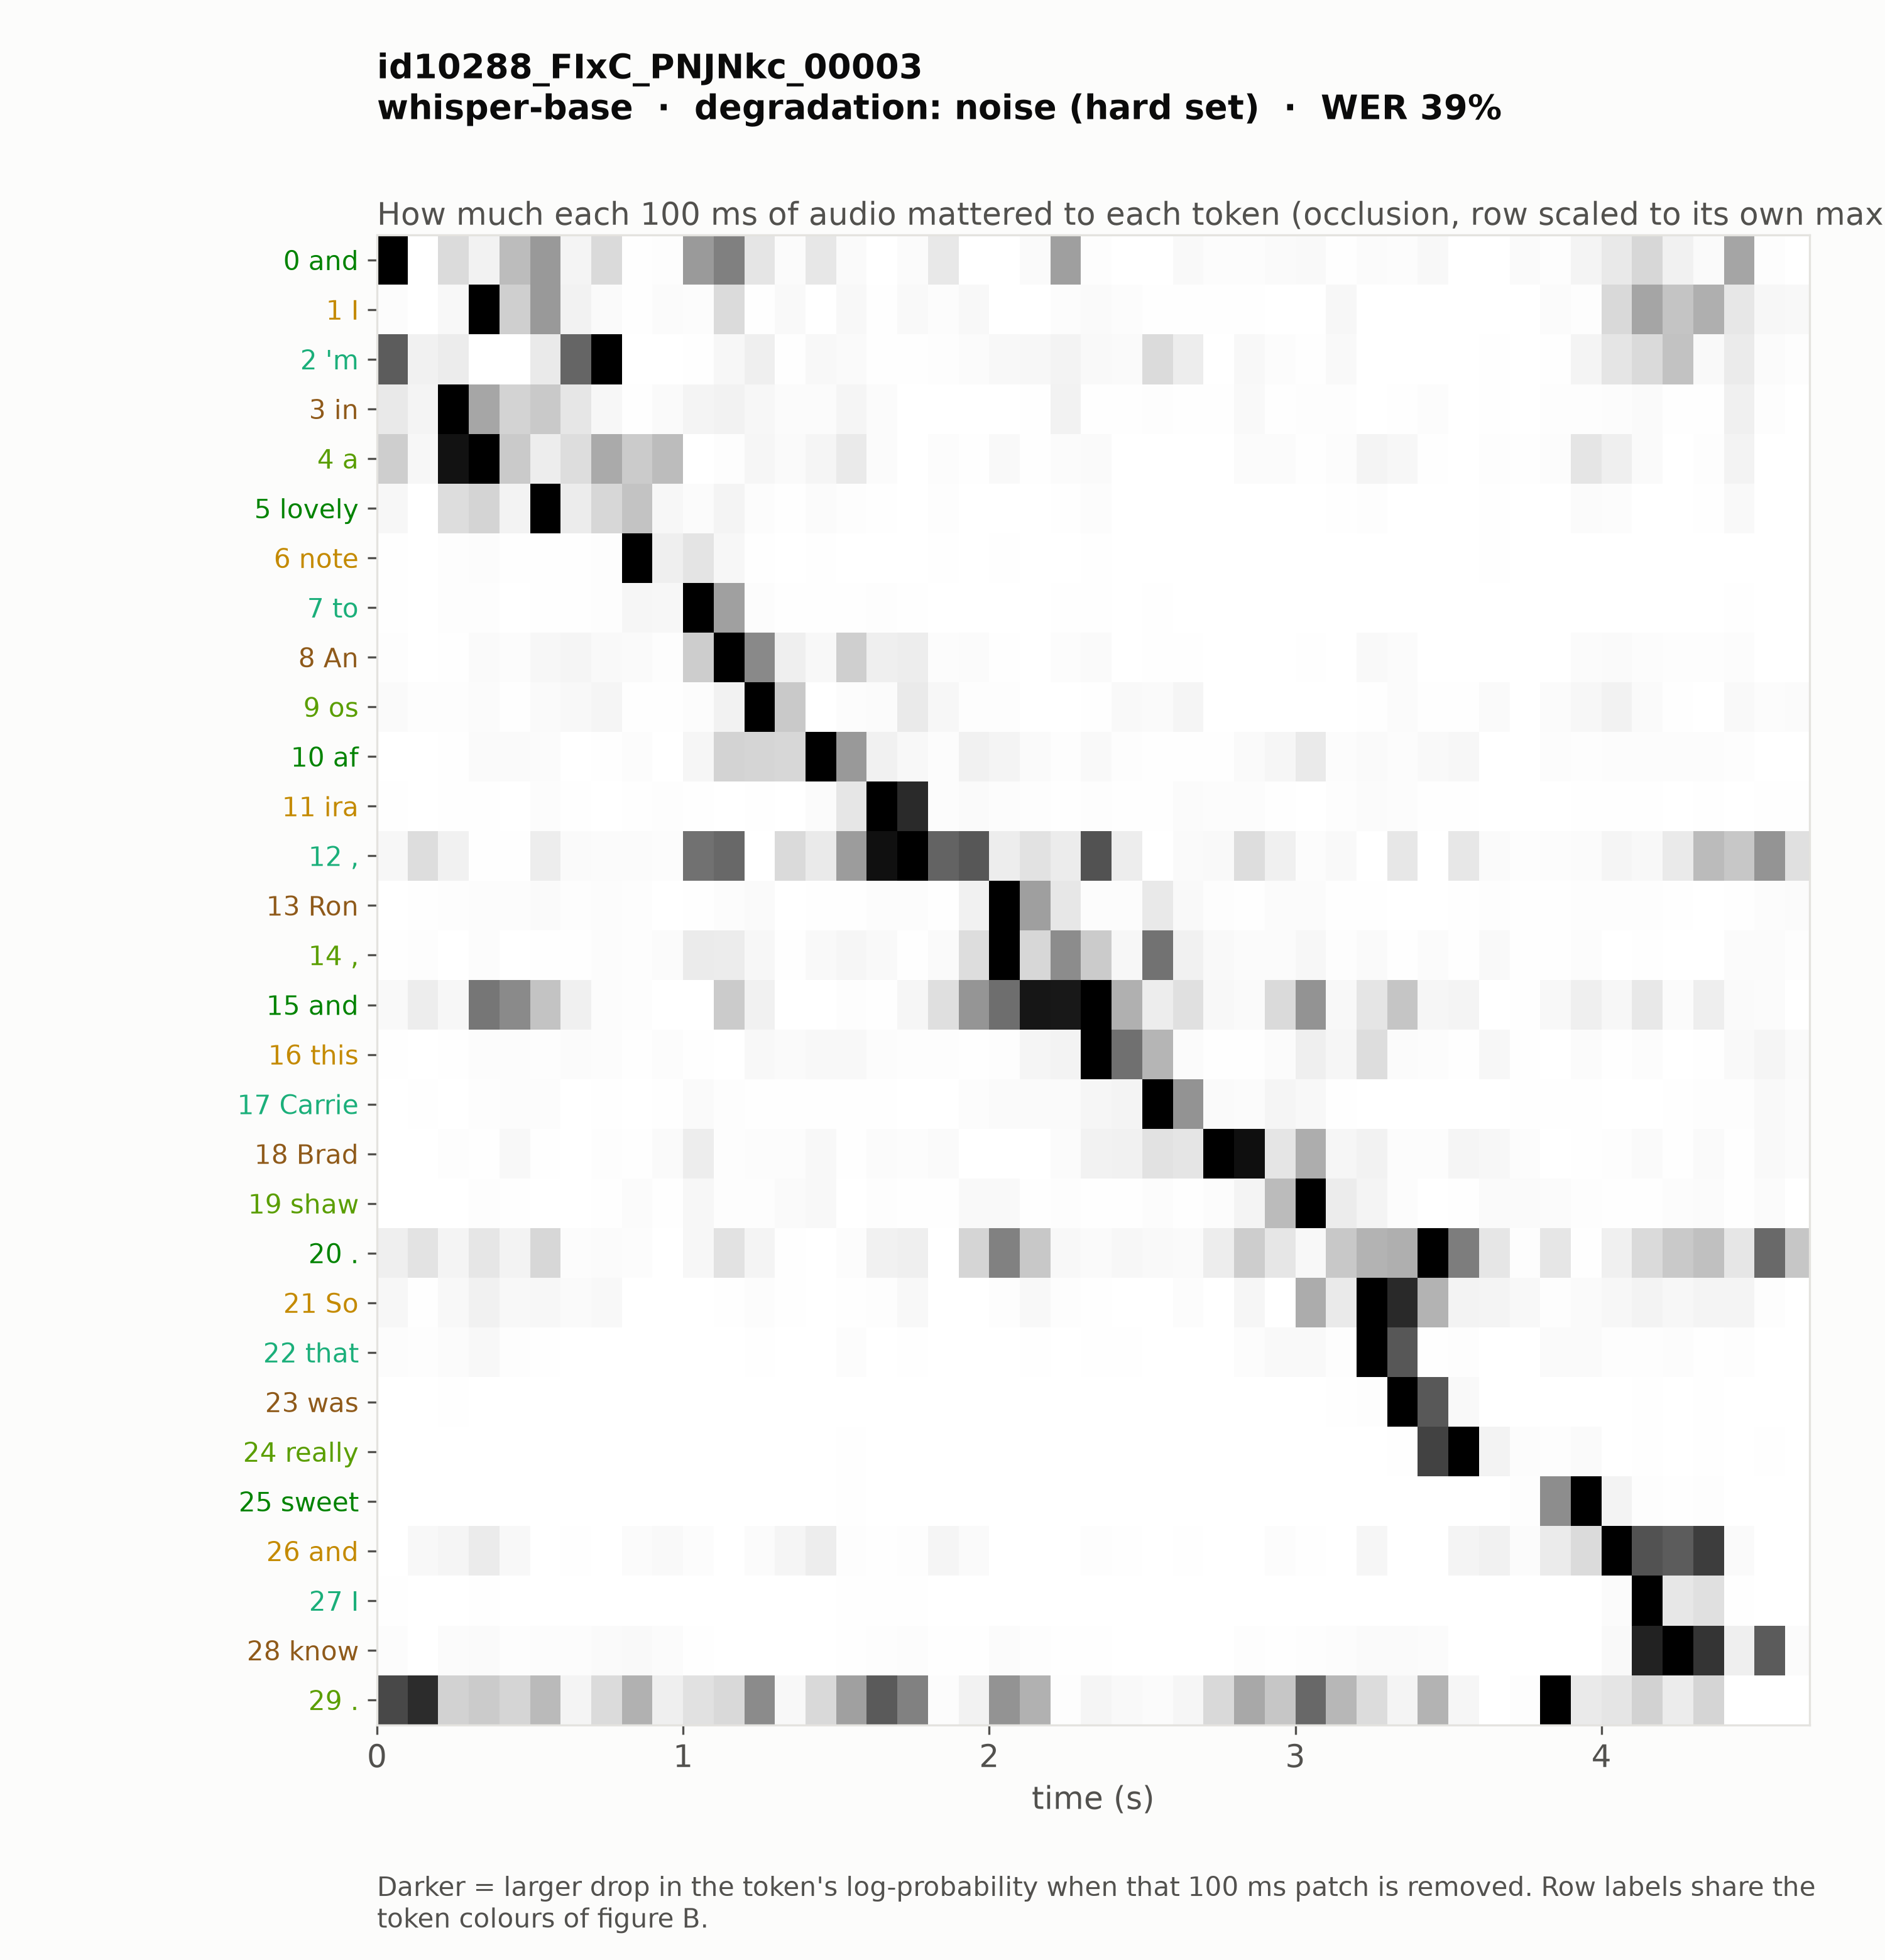 id10288_FIxC_PNJNkc_00003
whisper-base · degradation: noise (hard set) · WER 39%
How much each 100 ms of audio mattered to each token (occlusion, row scaled to its own max
0 and
1 I
2 'm
3 in
4 a
5 lovely
6 note
7 to
8 An
9 os
10 af
11 ira
12 ,
13 Ron
14 ,
15 and
16 this
17 Carrie
18 Brad
19 shaw
20 .
21 So
22 that
23 was
24 really
25 sweet
26 and
27 I
28 know
29 .
0 1 2 3 4
time (s)
Darker = larger drop in the token's log-probability when that 100 ms patch is removed. Row labels share the
token colours of figure B.